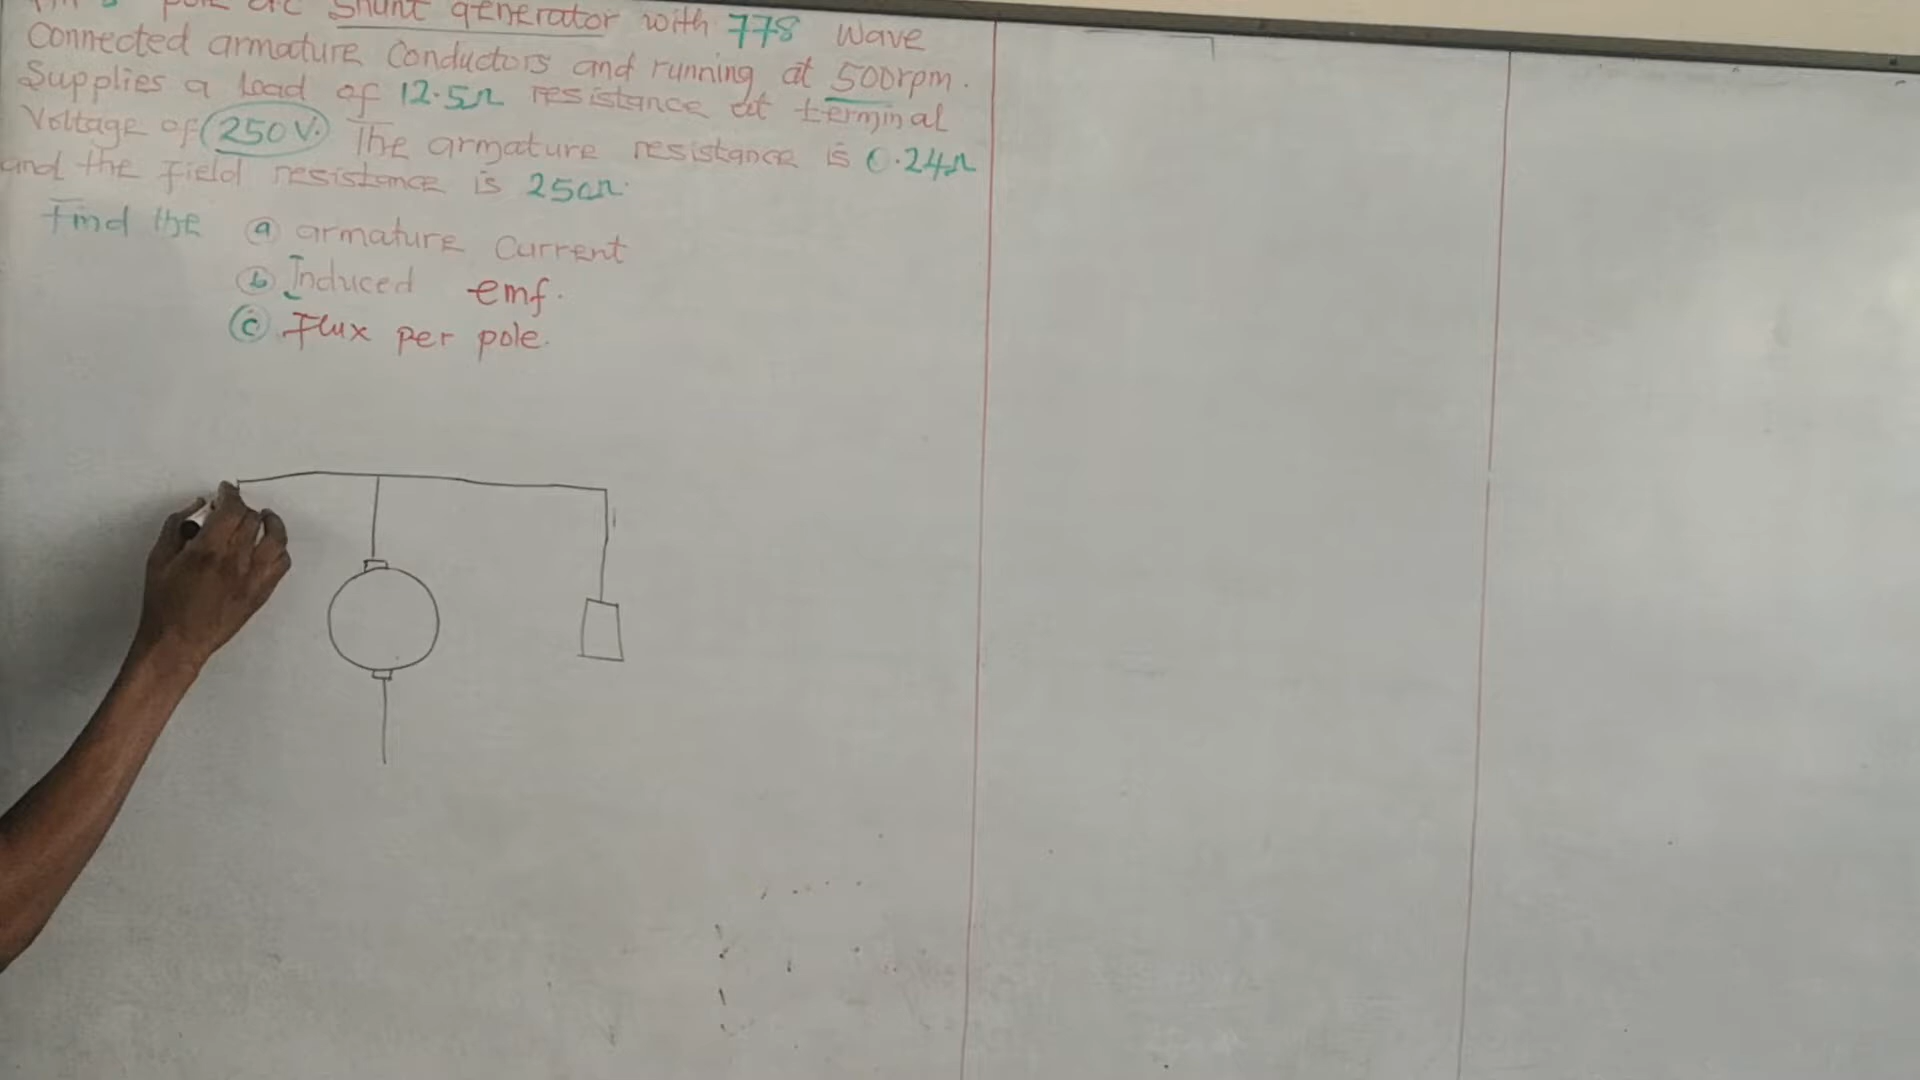 pole d.c shunt generator with 778 wave
connected armature conductors and running at 500rpm.
Supplies a load of 12.5Ω resistance at terminal
voltage of 250V. The armature resistance is 0.24Ω
and the field resistance is 250Ω.
Find the (a) armature current
(b) Induced emf.
(c) Flux per pole.